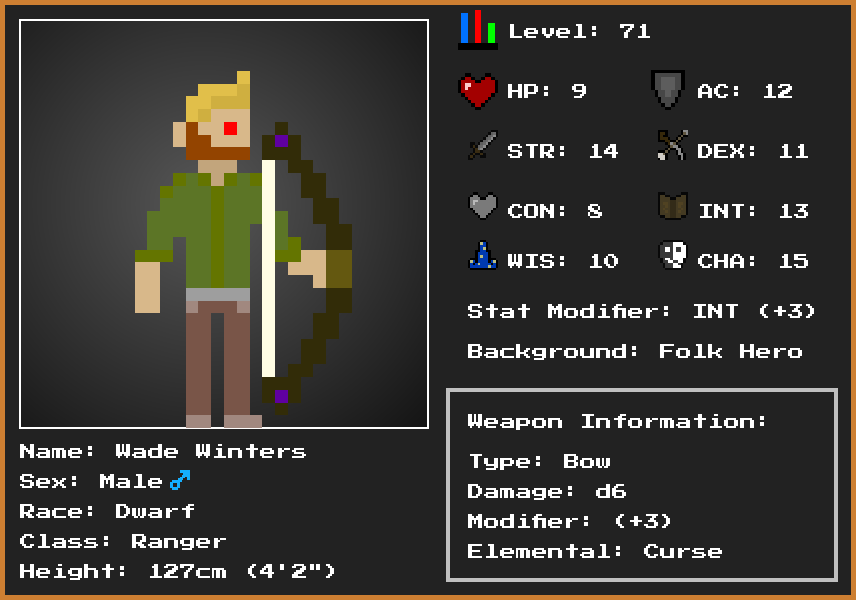 Level: 71
HP: 9
AC: 12
STR: 14
DEX: 11
CON: 8
INT: 13
WIS: 10
CHA: 15
Stat Modifier: INT (+3)
Background: Folk Hero
Weapon Information:
Type: Bow
Damage: d6
Modifier: (+3)
Elemental: Curse
Name: Wade Winters
Sex: Male ♂
Race: Dwarf
Class: Ranger
Height: 127cm (4'2")